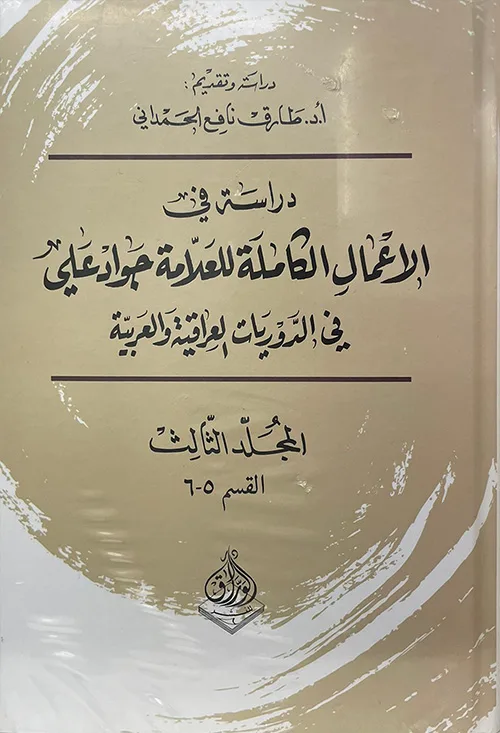 دراسة وتقديم:
أ.د. طارق نافع الحمداني
دراسة في
الأعمال الكاملة للعلامة جواد علي
في الدوريات العراقية والعربية
المجلد الثالث
القسم ٥-٦
الوراق